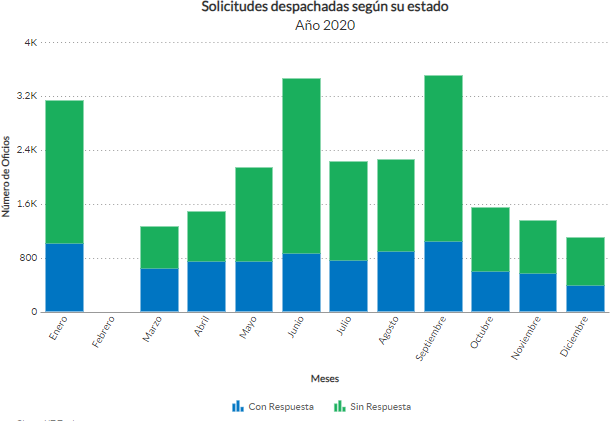 Solicitudes despachadas según su estado
Año 2020
Número de Oficios
4K
3.2K
2.4K
1.6K
800
0
Enero
Febrero
Marzo
Abril
Mayo
Junio
Julio
Agosto
Septiembre
Octubre
Noviembre
Diciembre
Meses
Con Respuesta
Sin Respuesta